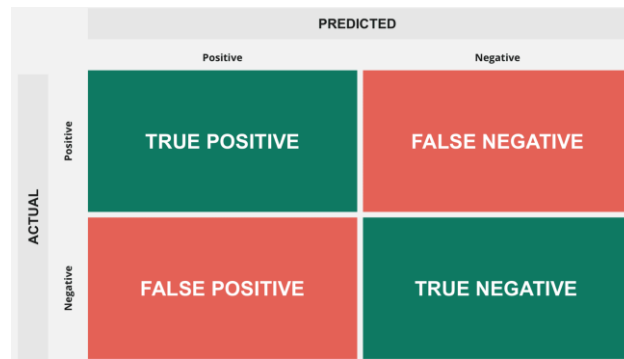 PREDICTED
Positive
Negative
ACTUAL
Positive
TRUE POSITIVE
FALSE NEGATIVE
Negative
FALSE POSITIVE
TRUE NEGATIVE